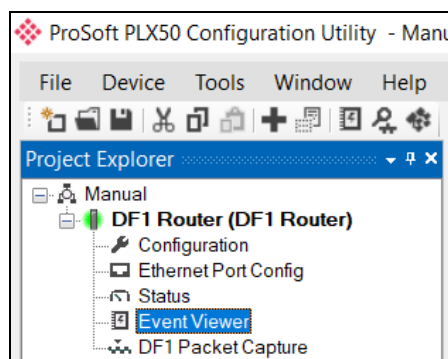 ProSoft PLX50 Configuration Utility - Manu
File Device Tools Window Help
Project Explorer
Manual
DF1 Router (DF1 Router)
Configuration
Ethernet Port Config
Status
Event Viewer
DF1 Packet Capture